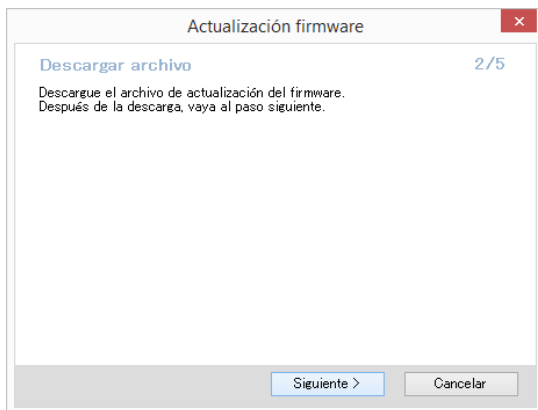 Actualización firmware
Descargar archivo 2/5
Descargue el archivo de actualización del firmware.
Después de la descarga, vaya al paso siguiente.
Siguiente > Cancelar